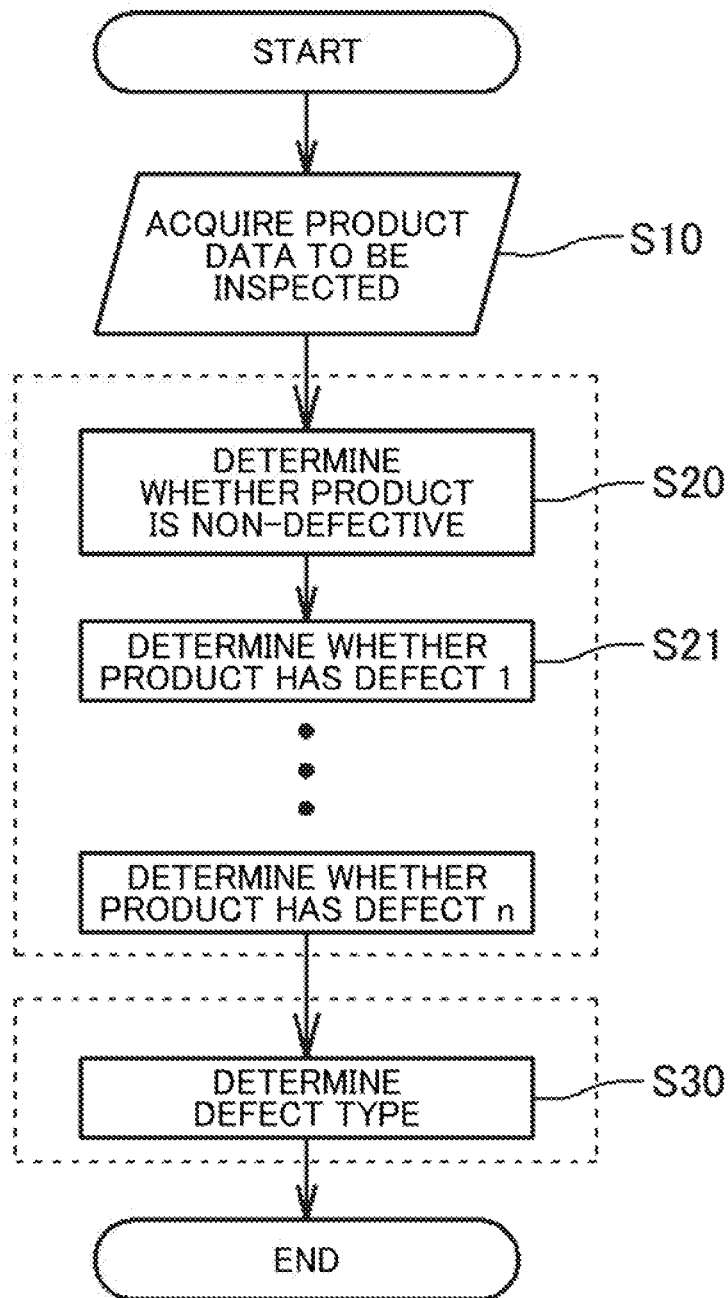 START
ACQUIRE PRODUCT
DATA TO BE
INSPECTED
S10
DETERMINE
WHETHER PRODUCT
IS NON-DEFECTIVE
S20
DETERMINE WHETHER
PRODUCT HAS DEFECT 1
S21
DETERMINE WHETHER
PRODUCT HAS DEFECT n
DETERMINE
DEFECT TYPE
S30
END